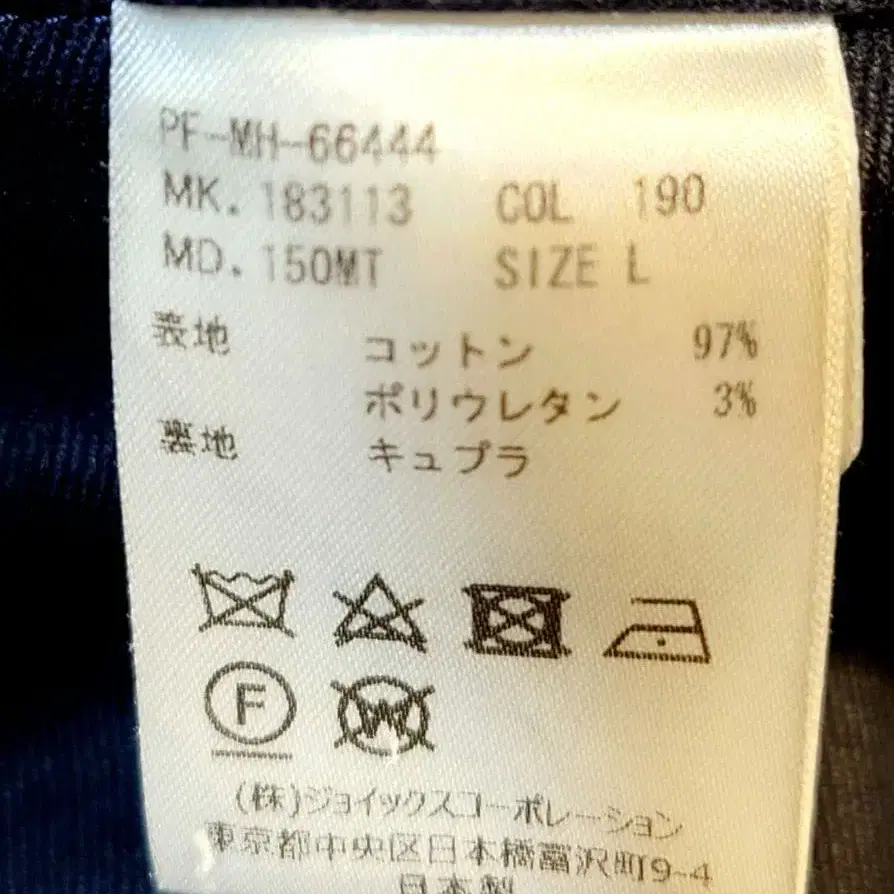 PF-MH-66444
MK. 183113 COL 190
MD. 150MT SIZE L
表地 コットン 97%
ポリウレタン 3%
裏地 キュプラ
F W
(株)ジョイックスコーポレーション
東京都中央区日本橋富沢町9-4
日本製